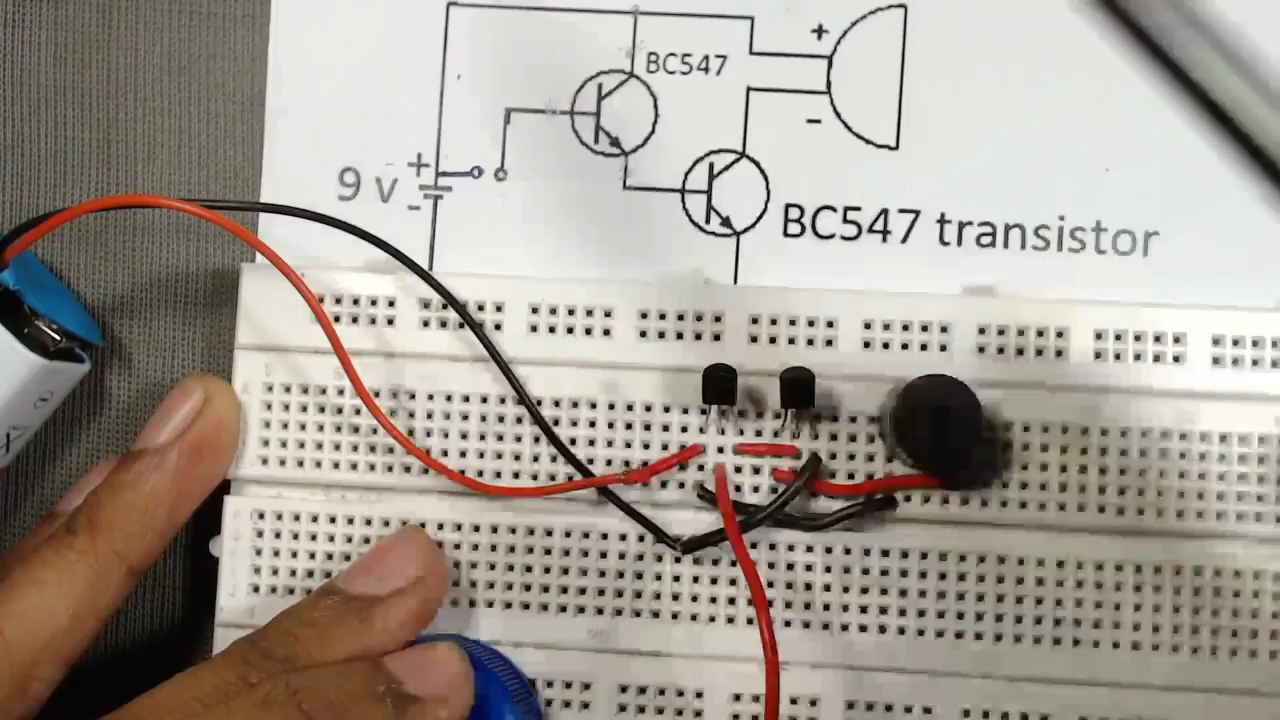 BC547
+
-
+
9 v
-
BC547 transistor